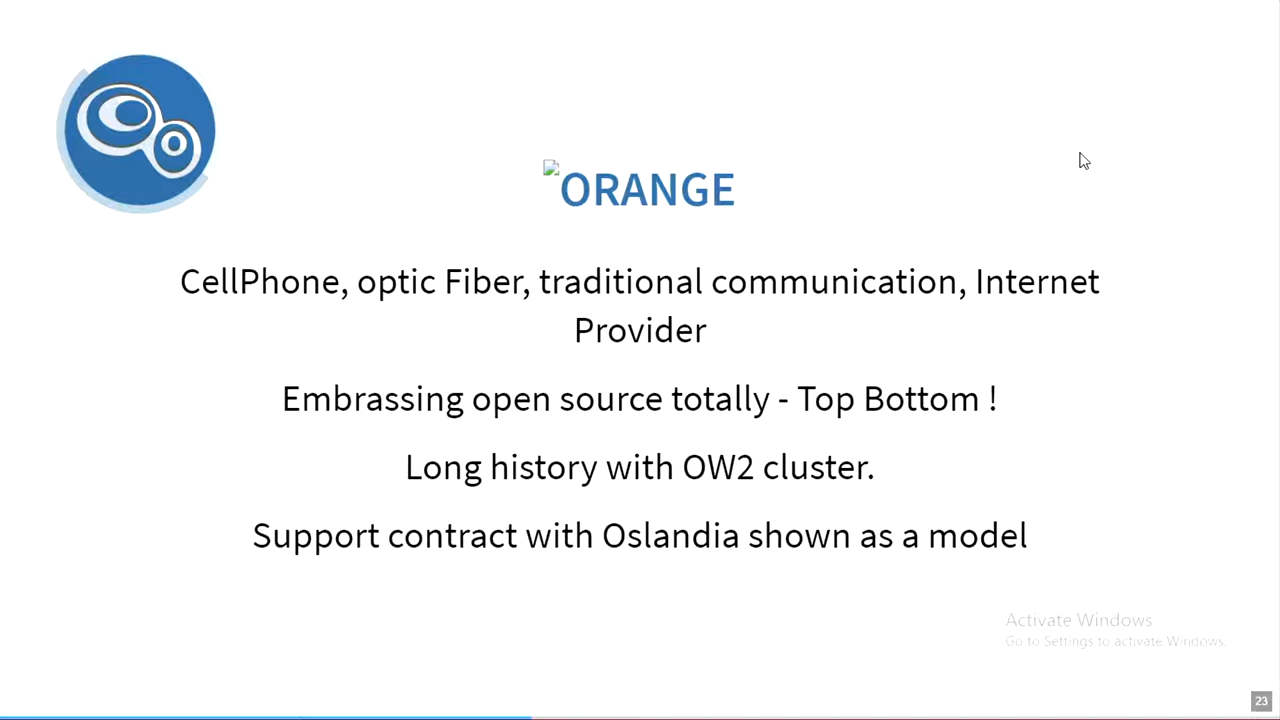 ORANGE
CellPhone, optic Fiber, traditional communication, Internet
Provider
Embrassing open source totally - Top Bottom !
Long history with OW2 cluster.
Support contract with Oslandia shown as a model
Activate Windows
Go to Settings to activate Windows.
23